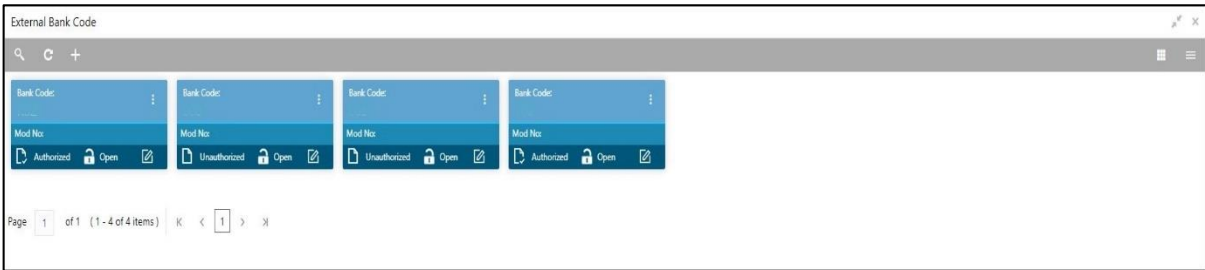 External Bank Code
Bank Code: Bank Code: Bank Code: Bank Code:
Mod No: Mod No: Mod No: Mod No:
Authorized Open Unauthorized Open Unauthorized Open Authorized Open
Page 1 of 1 (1 - 4 of 4 items) K < 1 > >|